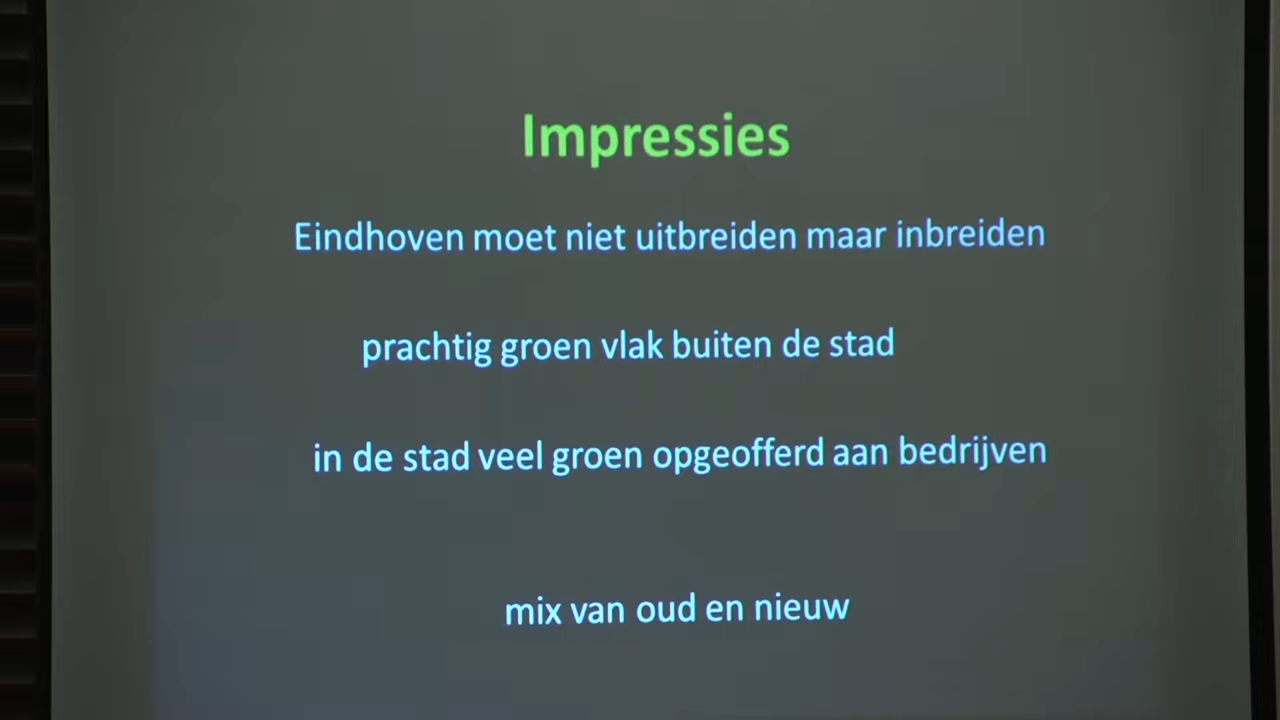 Impressies
Eindhoven moet niet uitbreiden maar inbreiden
prachtig groen vlak buiten de stad
in de stad veel groen opgeofferd aan bedrijven
mix van oud en nieuw